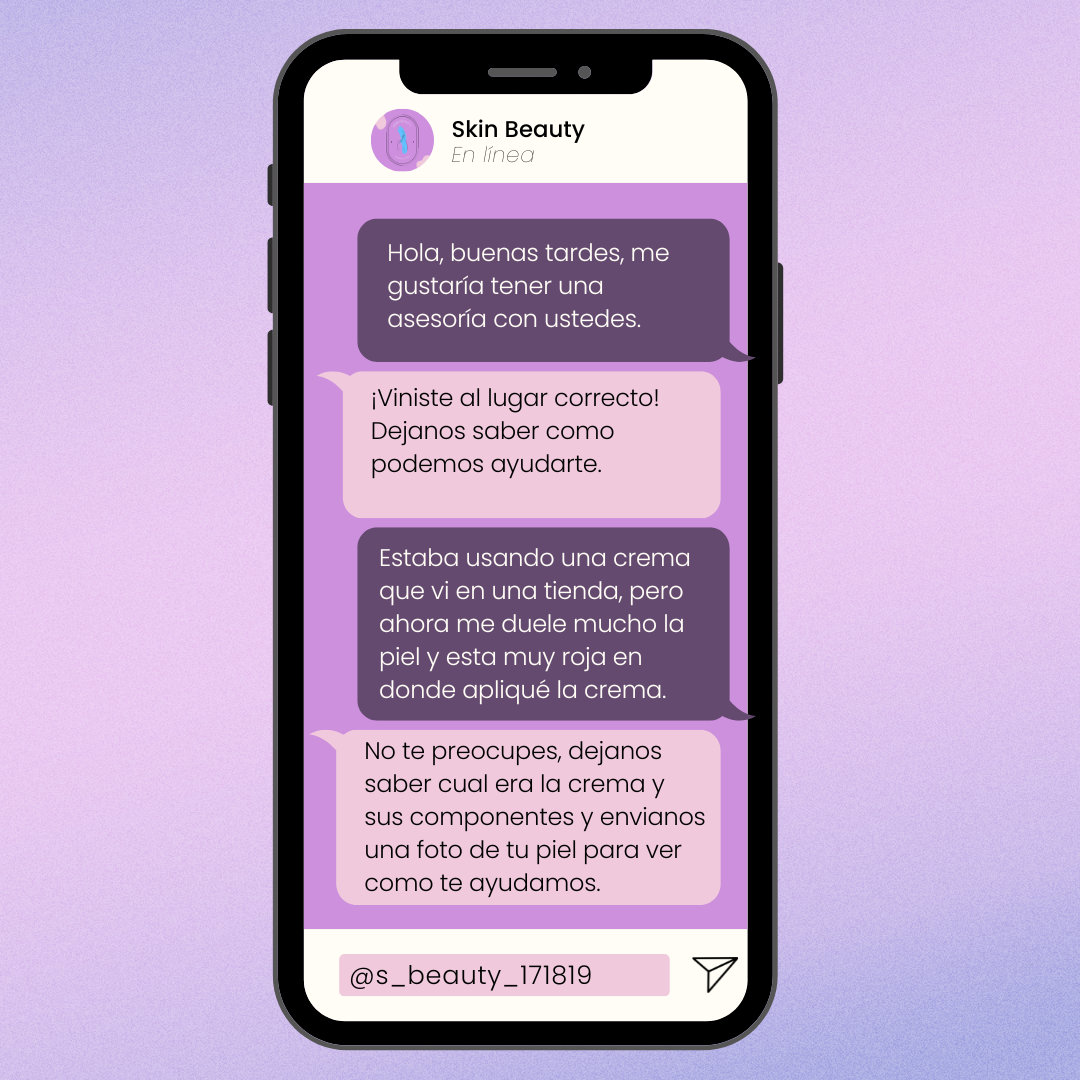 Skin Beauty
En línea
Hola, buenas tardes, me
gustaría tener una
asesoría con ustedes.
¡Viniste al lugar correcto!
Dejanos saber como
podemos ayudarte.
Estaba usando una crema
que vi en una tienda, pero
ahora me duele mucho la
piel y esta muy roja en
donde apliqué la crema.
No te preocupes, dejanos
saber cual era la crema y
sus componentes y envianos
una foto de tu piel para ver
como te ayudamos.
@s_beauty_171819